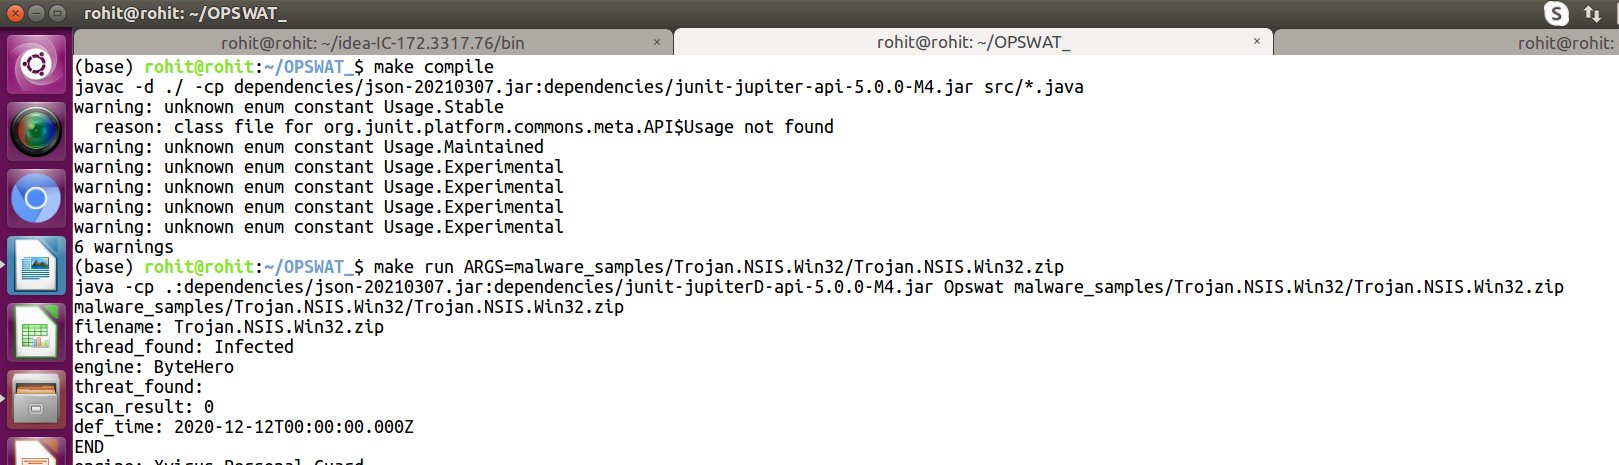 rohit@rohit: ~/OPSWAT_
rohit@rohit: ~/idea-IC-172.3317.76/bin ×
rohit@rohit: ~/OPSWAT_ ×
rohit@rohit:
(base) rohit@rohit:~/OPSWAT_$ make compile
javac -d ./ -cp dependencies/json-20210307.jar:dependencies/junit-jupiter-api-5.0.0-M4.jar src/*.java
warning: unknown enum constant Usage.Stable
  reason: class file for org.junit.platform.commons.meta.API$Usage not found
warning: unknown enum constant Usage.Maintained
warning: unknown enum constant Usage.Experimental
warning: unknown enum constant Usage.Experimental
warning: unknown enum constant Usage.Experimental
warning: unknown enum constant Usage.Experimental
6 warnings
(base) rohit@rohit:~/OPSWAT_$ make run ARGS=malware_samples/Trojan.NSIS.Win32/Trojan.NSIS.Win32.zip
java -cp .:dependencies/json-20210307.jar:dependencies/junit-jupiterD-api-5.0.0-M4.jar Opswat malware_samples/Trojan.NSIS.Win32/Trojan.NSIS.Win32.zip
malware_samples/Trojan.NSIS.Win32/Trojan.NSIS.Win32.zip
filename: Trojan.NSIS.Win32.zip
thread_found: Infected
engine: ByteHero
threat_found:
scan_result: 0
def_time: 2020-12-12T00:00:00.000Z
END
engine: Xvirus Personal Guard